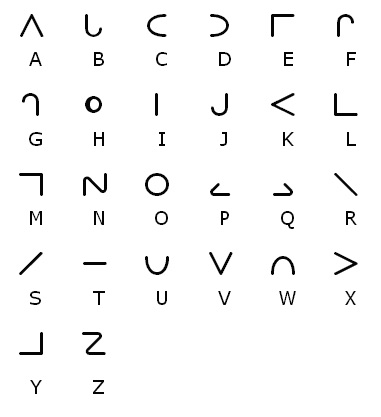 A B C D E F
G H I J K L
M N O P Q R
S T U V W X
Y Z